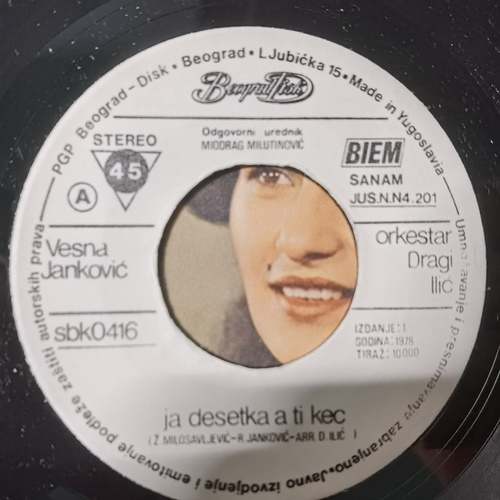 PGP Beograd-Disk • Beograd • LJubićka 15 • Made in Yugoslavia
Beograd Disk
Odgovorni urednik
MIODRAG MILUTINOVIĆ
STEREO
45
A
BIEM
SANAM
JUS.N.N4.201
Vesna
Janković
sbk0416
orkestar
Dragi
Ilić
IZDANJE: I
GODINA: 1978
TIRAŽ: 10000
ja desetka a ti kec
(Ž. MILOSAVLJEVIĆ-R. JANKOVIĆ-ARR. D. ILIĆ)
Umnožavanje i presnimavanje zabranjeno • Javno izvodjenje i emitovanje podleže zaštiti autorskih prava